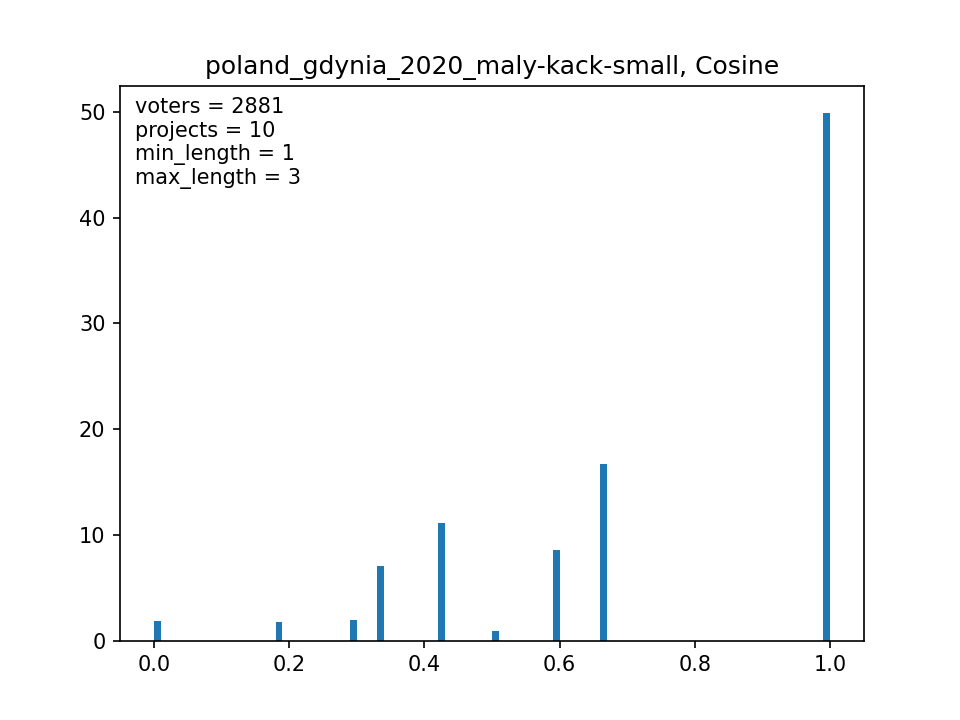 poland_gdynia_2020_maly-kack-small, Cosine
voters = 2881
projects = 10
min_length = 1
max_length = 3
50
40
30
20
10
0
0.0 0.2 0.4 0.6 0.8 1.0